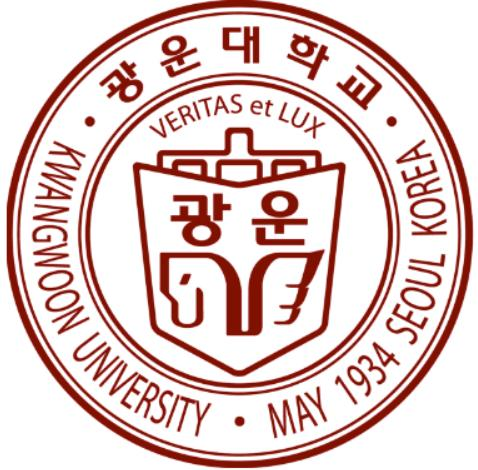 광운대학교
VERITAS et LUX
광운
KWANGWOON UNIVERSITY • MAY 1934 SEOUL KOREA